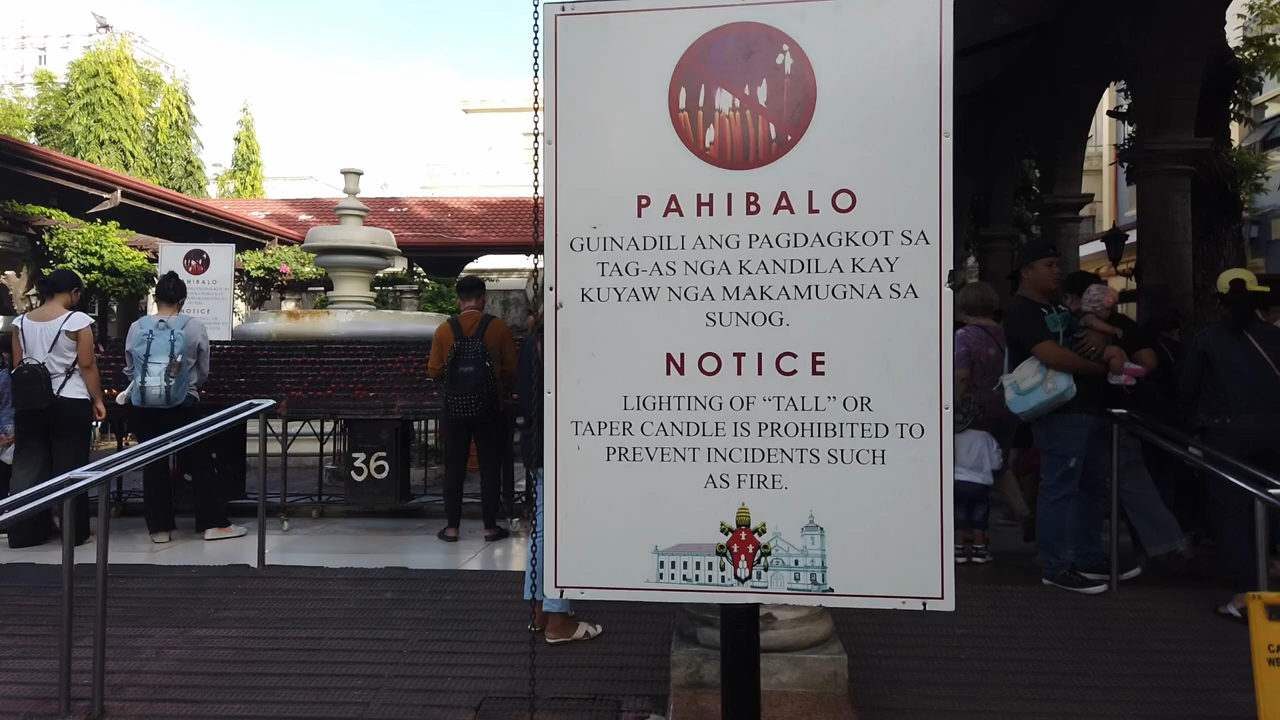 PAHIBALO
GUINADILI ANG PAGDAGKOT SA
TAG-AS NGA KANDILA KAY
KUYAW NGA MAKAMUGNA SA
SUNOG.
NOTICE
LIGHTING OF “TALL” OR
TAPER CANDLE IS PROHIBITED TO
PREVENT INCIDENTS SUCH
AS FIRE.
PAHIBALO
NOTICE
36